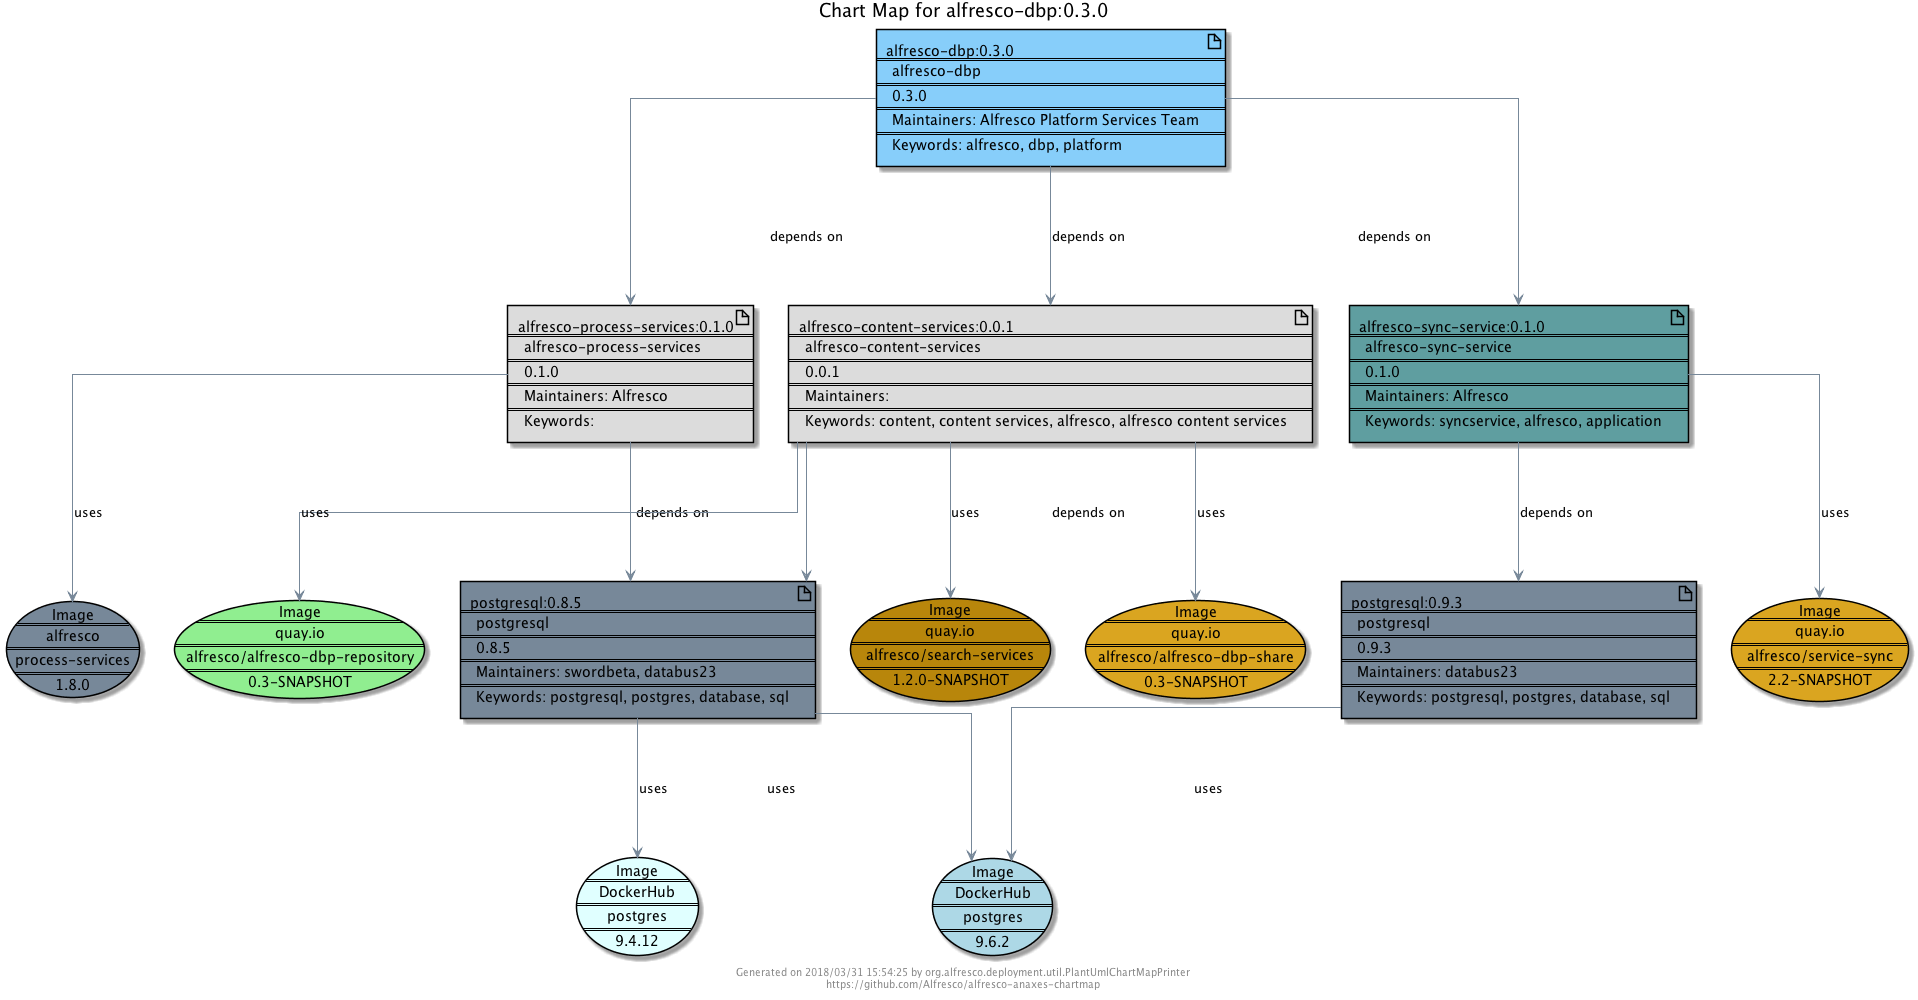 Chart Map for alfresco-dbp:0.3.0
alfresco-dbp:0.3.0
alfresco-dbp
0.3.0
Maintainers: Alfresco Platform Services Team
Keywords: alfresco, dbp, platform
depends on
depends on
depends on
alfresco-process-services:0.1.0
alfresco-process-services
0.1.0
Maintainers: Alfresco
Keywords:
alfresco-content-services:0.0.1
alfresco-content-services
0.0.1
Maintainers:
Keywords: content, content services, alfresco, alfresco content services
alfresco-sync-service:0.1.0
alfresco-sync-service
0.1.0
Maintainers: Alfresco
Keywords: syncservice, alfresco, application
uses
uses
depends on
uses
depends on
uses
depends on
uses
Image
alfresco
process-services
1.8.0
Image
quay.io
alfresco/alfresco-dbp-repository
0.3-SNAPSHOT
postgresql:0.8.5
postgresql
0.8.5
Maintainers: swordbeta, databus23
Keywords: postgresql, postgres, database, sql
Image
quay.io
alfresco/search-services
1.2.0-SNAPSHOT
Image
quay.io
alfresco/alfresco-dbp-share
0.3-SNAPSHOT
postgresql:0.9.3
postgresql
0.9.3
Maintainers: databus23
Keywords: postgresql, postgres, database, sql
Image
quay.io
alfresco/service-sync
2.2-SNAPSHOT
uses
uses
uses
Image
DockerHub
postgres
9.4.12
Image
DockerHub
postgres
9.6.2
Generated on 2018/03/31 15:54:25 by org.alfresco.deployment.util.PlantUmlChartMapPrinter
https://github.com/Alfresco/alfresco-anaxes-chartmap